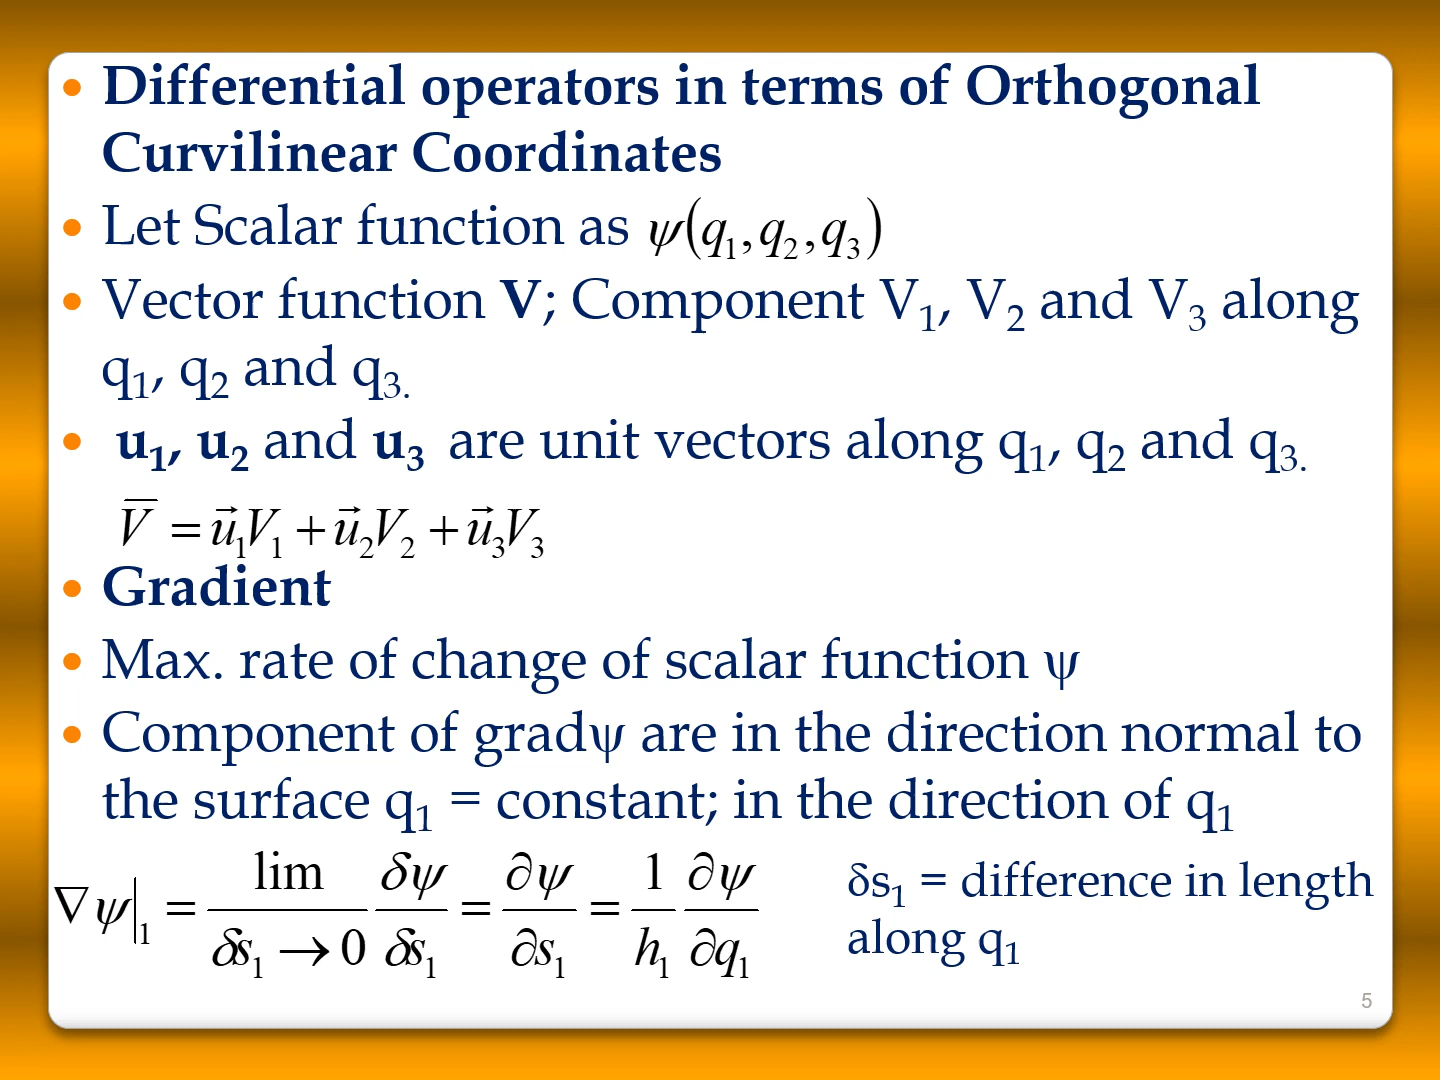 • Differential operators in terms of Orthogonal
Curvilinear Coordinates
• Let Scalar function as ψ(q₁, q₂, q₃)
• Vector function V; Component V₁, V₂ and V₃ along
q₁, q₂ and q₃.
• u₁, u₂ and u₃ are unit vectors along q₁, q₂ and q₃.
V̅ = u⃗₁V₁ + u⃗₂V₂ + u⃗₃V₃
• Gradient
• Max. rate of change of scalar function ψ
• Component of gradψ are in the direction normal to
the surface q₁ = constant; in the direction of q₁
∇ψ|₁ = lim/(δs₁ → 0) δψ/δs₁ = ∂ψ/∂s₁ = 1/h₁ ∂ψ/∂q₁
δs₁ = difference in length
along q₁
5